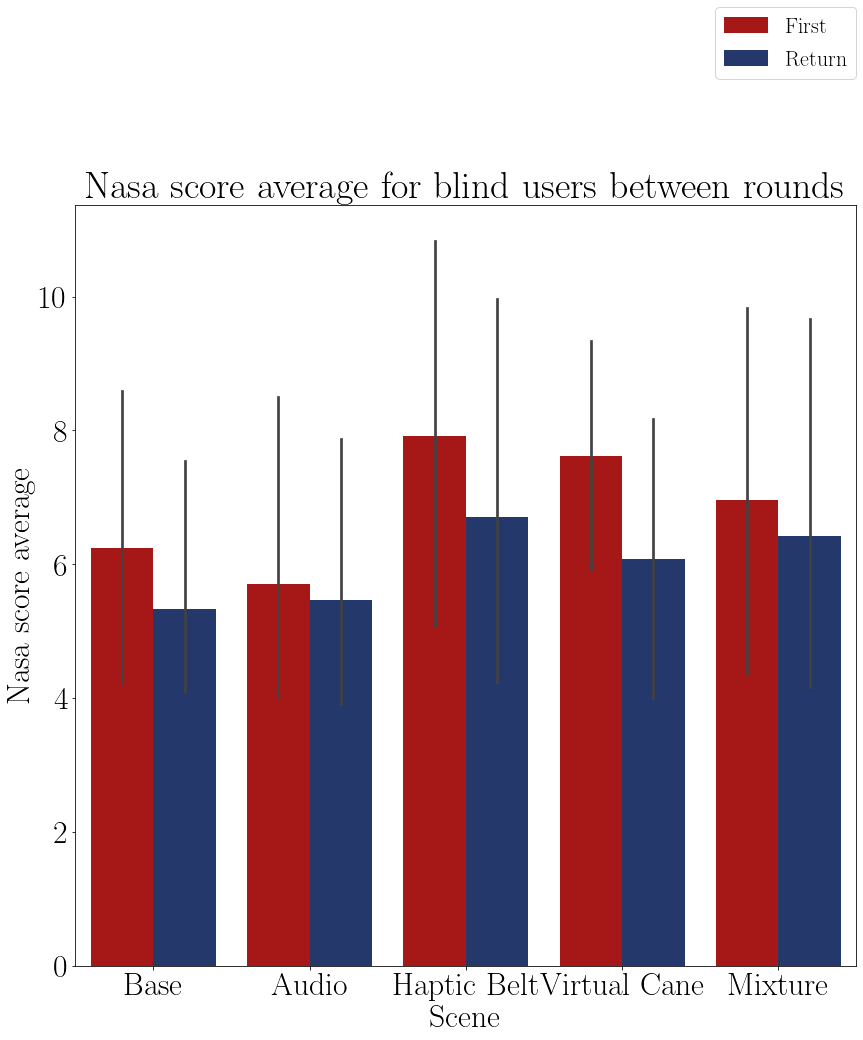 First
Return
Nasa score average for blind users between rounds
Nasa score average
10
8
6
4
2
0
Base
Audio
Haptic Belt
Virtual Cane
Mixture
Scene